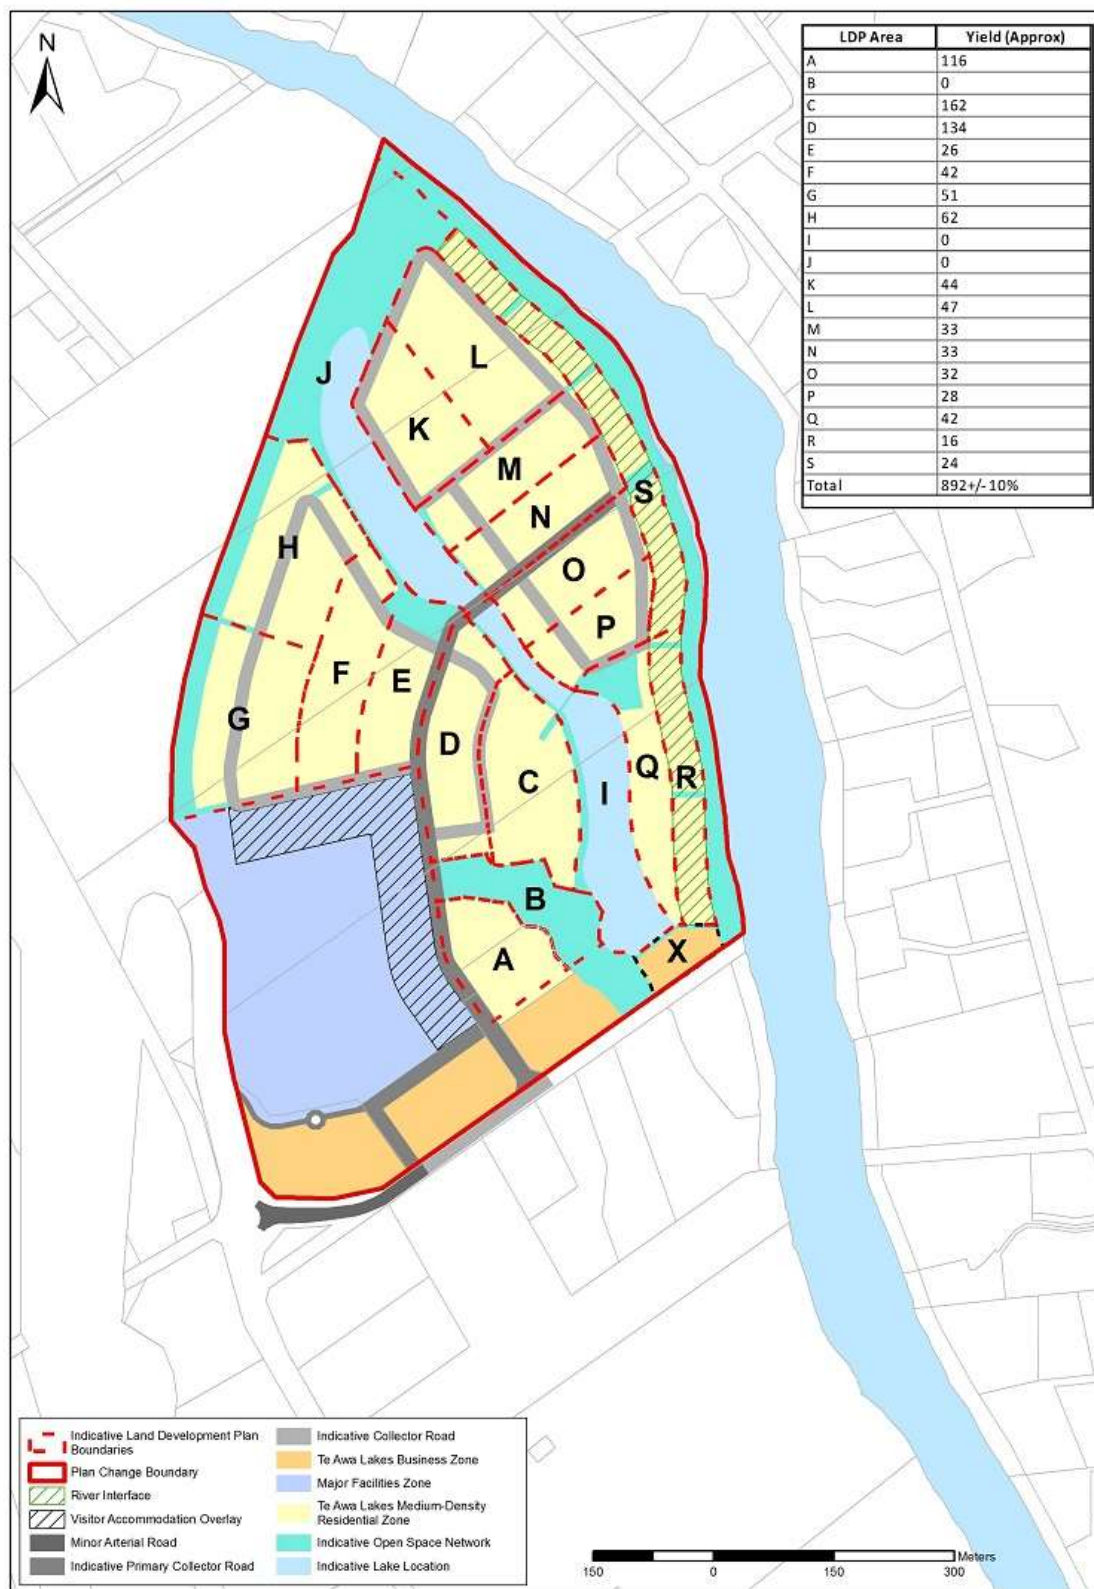 N
LDP Area Yield (Approx)
A 116
B 0
C 162
D 134
E 26
F 42
G 51
H 62
I 0
J 0
K 44
L 47
M 33
N 33
O 32
P 28
Q 42
R 16
S 24
Total 892+/-10%
J
L
K
M
N
S
H
O
P
F
E
G
D
C
I
Q
R
B
A
X
Indicative Land Development Plan
Boundaries
Plan Change Boundary
River Interface
Visitor Accommodation Overlay
Minor Arterial Road
Indicative Primary Collector Road
Indicative Collector Road
Te Awa Lakes Business Zone
Major Facilities Zone
Te Awa Lakes Medium-Density
Residential Zone
Indicative Open Space Network
Indicative Lake Location
Meters
150 0 150 300